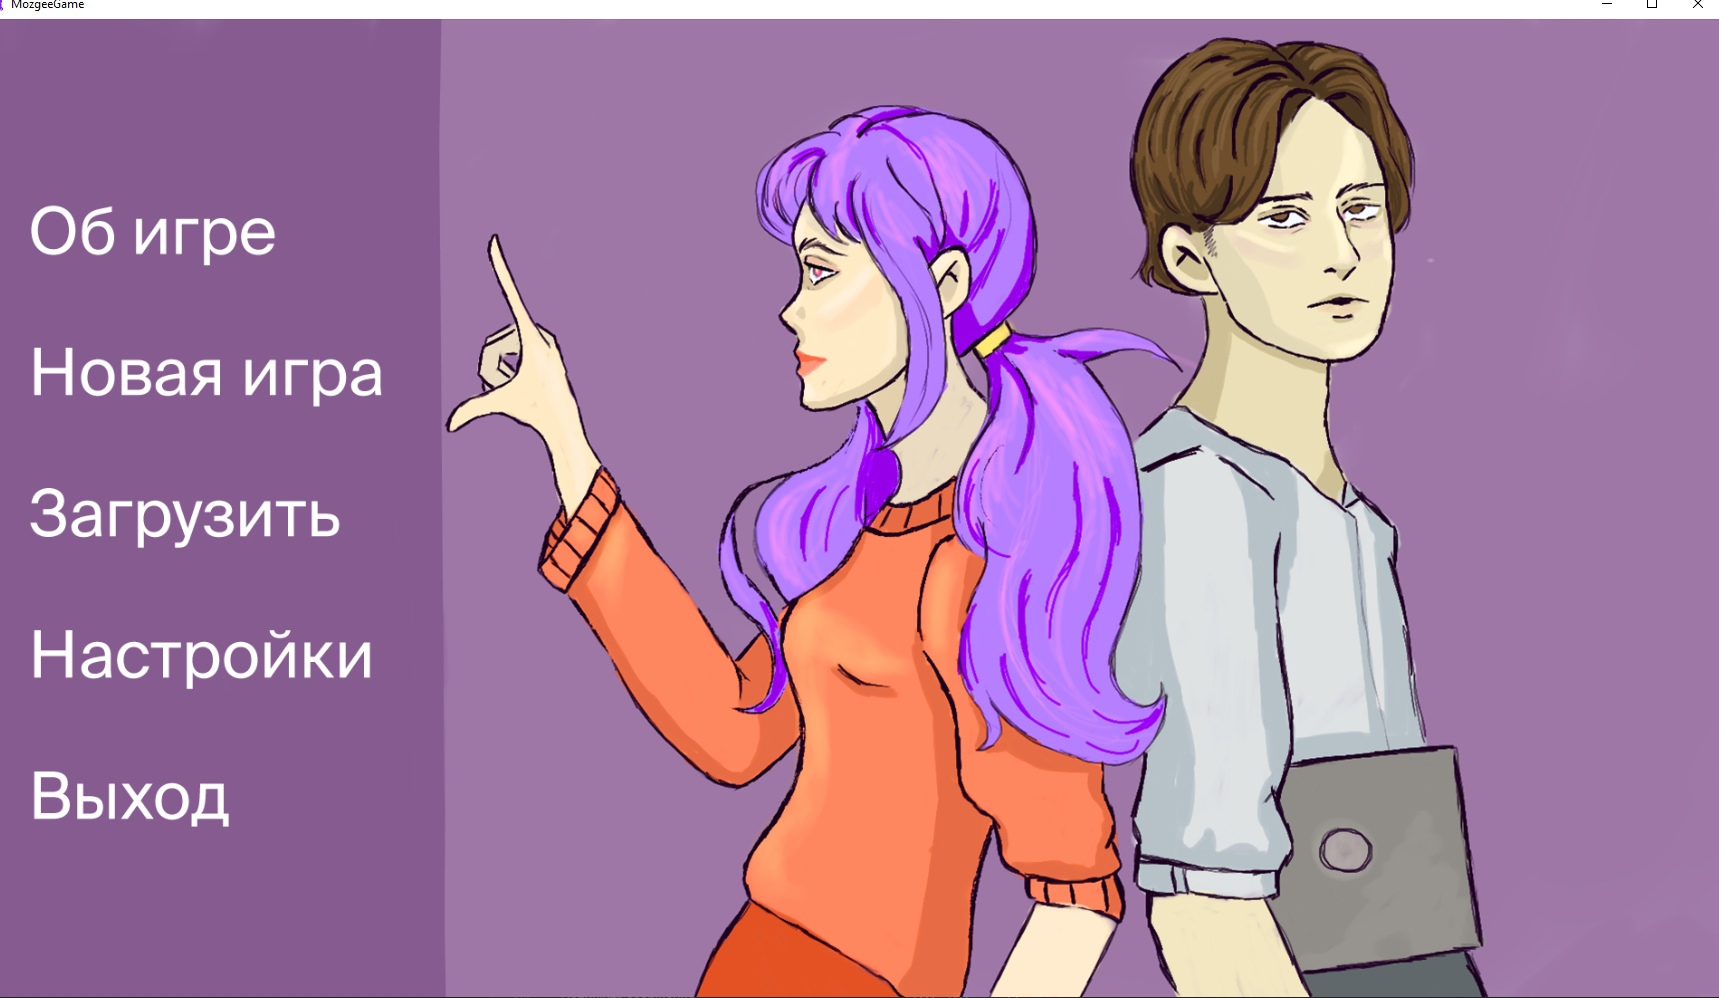 MozgeeGame
Об игре
Новая игра
Загрузить
Настройки
Выход